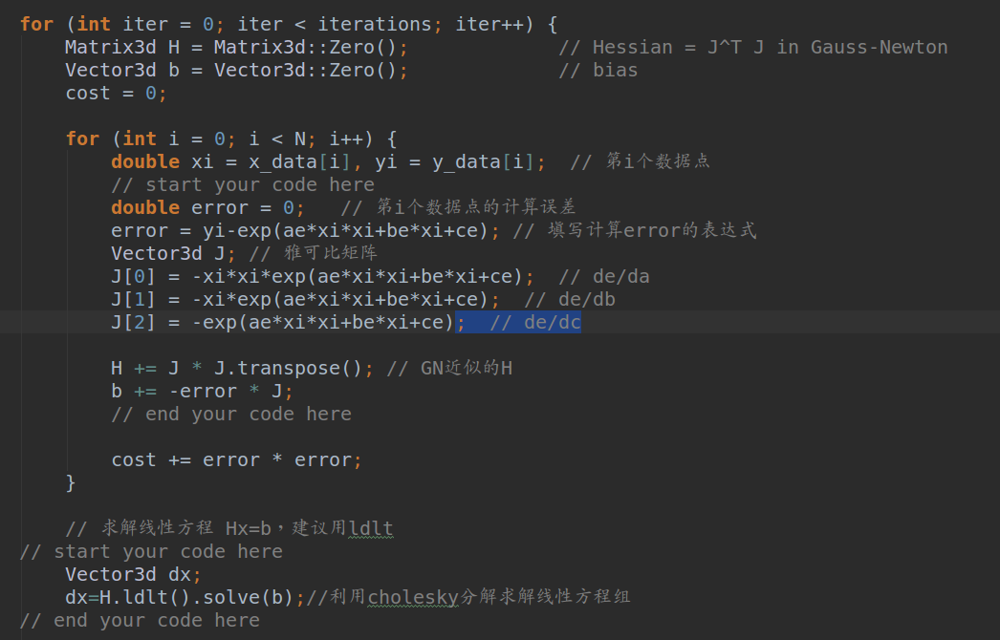 for (int iter = 0; iter < iterations; iter++) {
Matrix3d H = Matrix3d::Zero(); // Hessian = J^T J in Gauss-Newton
Vector3d b = Vector3d::Zero(); // bias
cost = 0;
for (int i = 0; i < N; i++) {
double xi = x_data[i], yi = y_data[i]; // 第i个数据点
// start your code here
double error = 0; // 第i个数据点的计算误差
error = yi-exp(ae*xi*xi+be*xi+ce); // 填写计算error的表达式
Vector3d J; // 雅可比矩阵
J[0] = -xi*xi*exp(ae*xi*xi+be*xi+ce); // de/da
J[1] = -xi*exp(ae*xi*xi+be*xi+ce); // de/db
J[2] = -exp(ae*xi*xi+be*xi+ce); // de/dc
H += J * J.transpose(); // GN近似的H
b += -error * J;
// end your code here
cost += error * error;
}
// 求解线性方程 Hx=b，建议用ldlt
// start your code here
Vector3d dx;
dx=H.ldlt().solve(b);//利用cholesky分解求解线性方程组
// end your code here